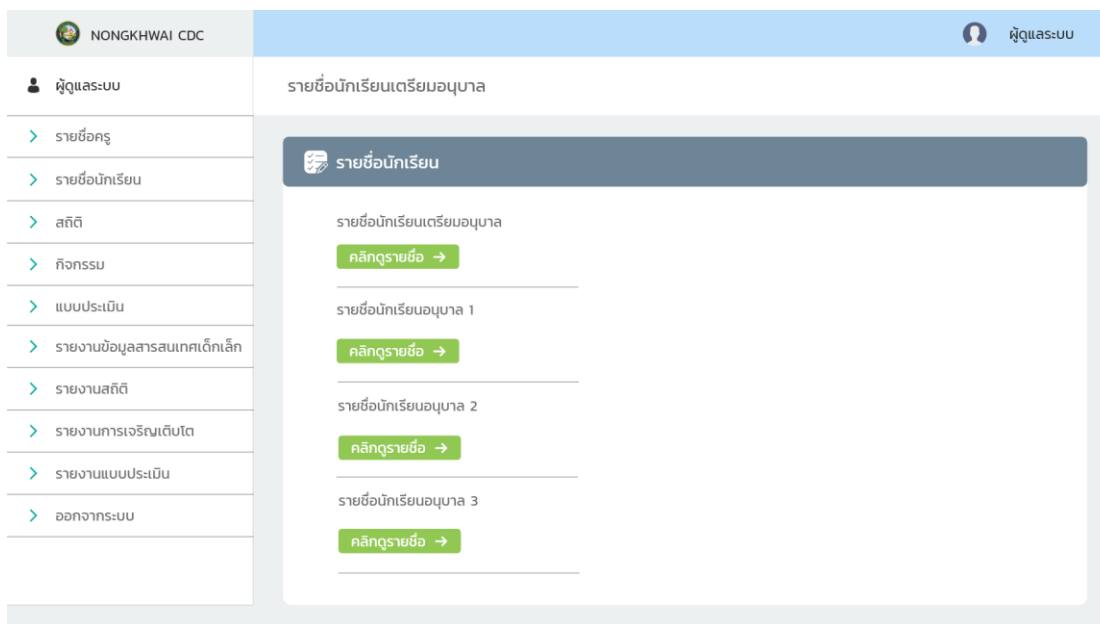 NONGKHWAI CDC
ผู้ดูแลระบบ
ผู้ดูแลระบบ
รายชื่อนักเรียนเตรียมอนุบาล
รายชื่อครู
รายชื่อนักเรียน
สถิติ
กิจกรรม
แบบประเมิน
รายงานข้อมูลสารสนเทศเด็กเล็ก
รายงานสถิติ
รายงานการเจริญเติบโต
รายงานแบบประเมิน
ออกจากระบบ
รายชื่อนักเรียน
รายชื่อนักเรียนเตรียมอนุบาล
คลิกดูรายชื่อ →
รายชื่อนักเรียนอนุบาล 1
คลิกดูรายชื่อ →
รายชื่อนักเรียนอนุบาล 2
คลิกดูรายชื่อ →
รายชื่อนักเรียนอนุบาล 3
คลิกดูรายชื่อ →